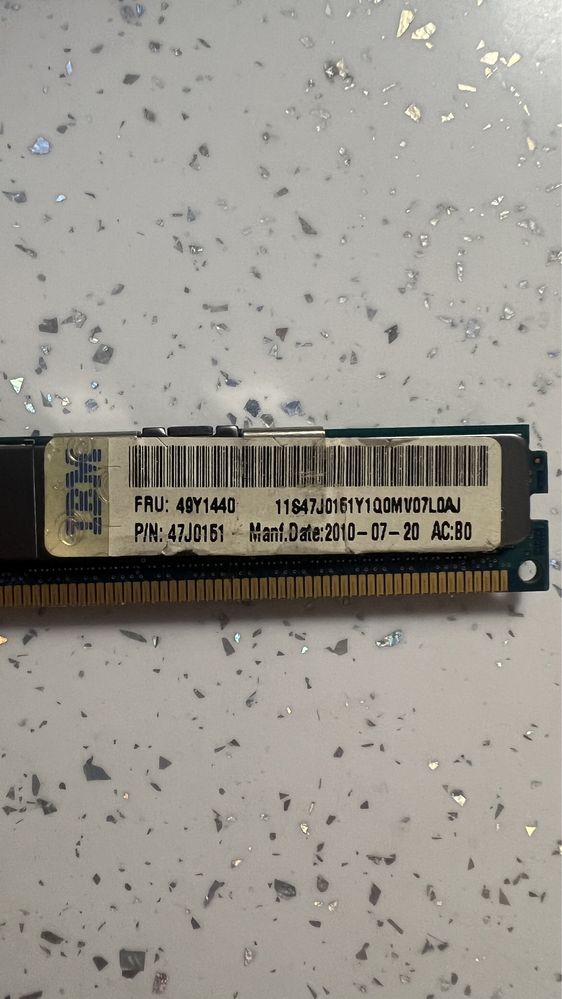 IBM
FRU: 49Y1440 11S47J0151Y1Q0MV07L0AJ
P/N: 47J0151 Manf.Date:2010-07-20 AC:B0